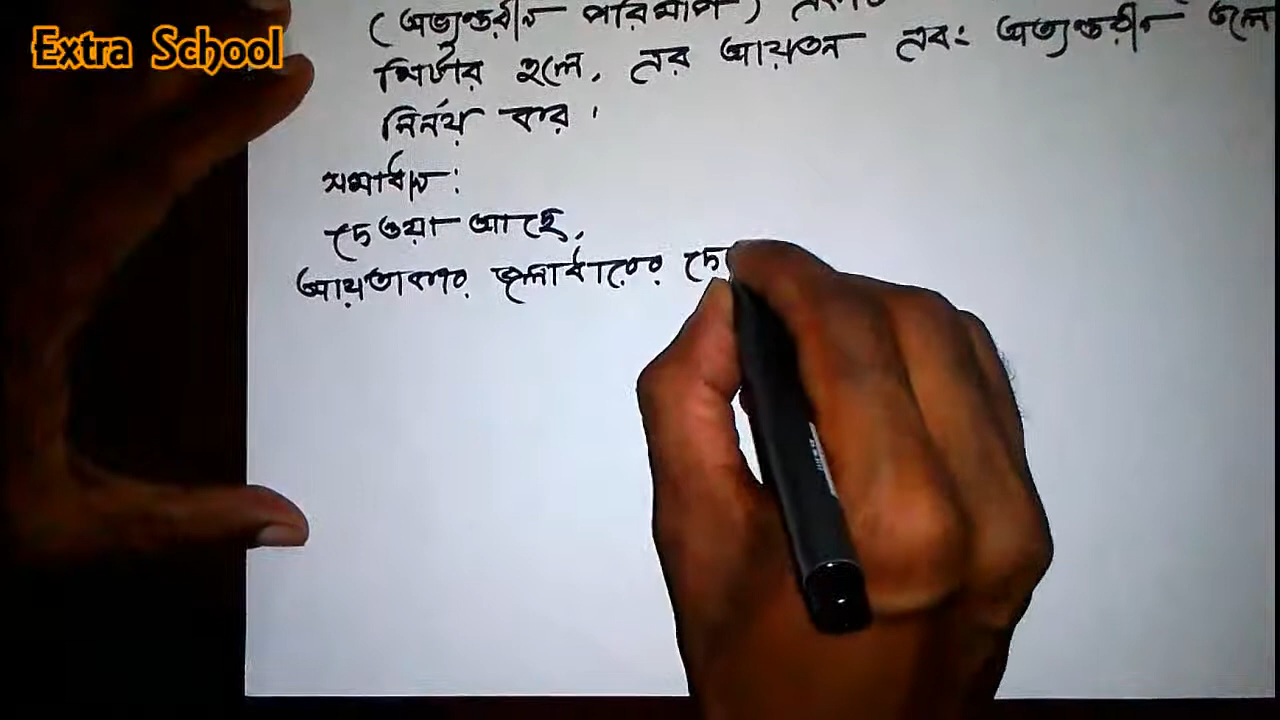 Extra School
(অভ্যন্তরীন পরিমাপ)
মিটার হলে, এর আয়তন এবং অভ্যন্তরীন
নির্নয় কর।
সমাধান:
দেওয়া আছে,
আয়তাকার জলাধারের